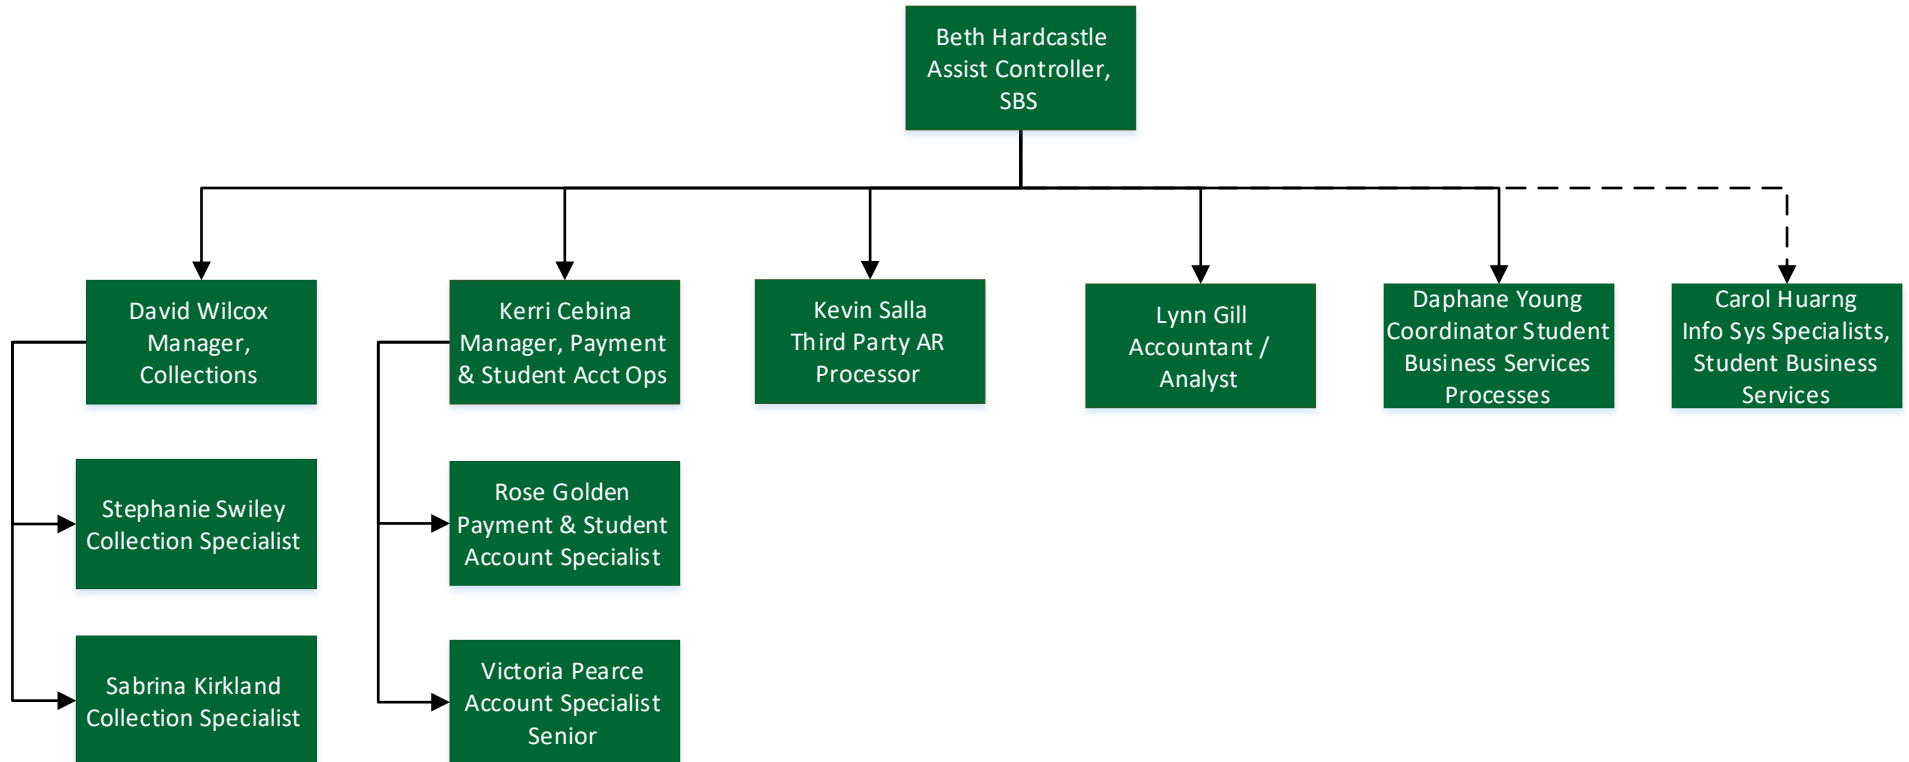 Beth Hardcastle
Assist Controller,
SBS
David Wilcox
Manager,
Collections
Kerri Cebina
Manager, Payment
& Student Acct Ops
Kevin Salla
Third Party AR
Processor
Lynn Gill
Accountant /
Analyst
Daphane Young
Coordinator Student
Business Services
Processes
Carol Huarng
Info Sys Specialists,
Student Business
Services
Stephanie Swiley
Collection Specialist
Rose Golden
Payment & Student
Account Specialist
Sabrina Kirkland
Collection Specialist
Victoria Pearce
Account Specialist
Senior